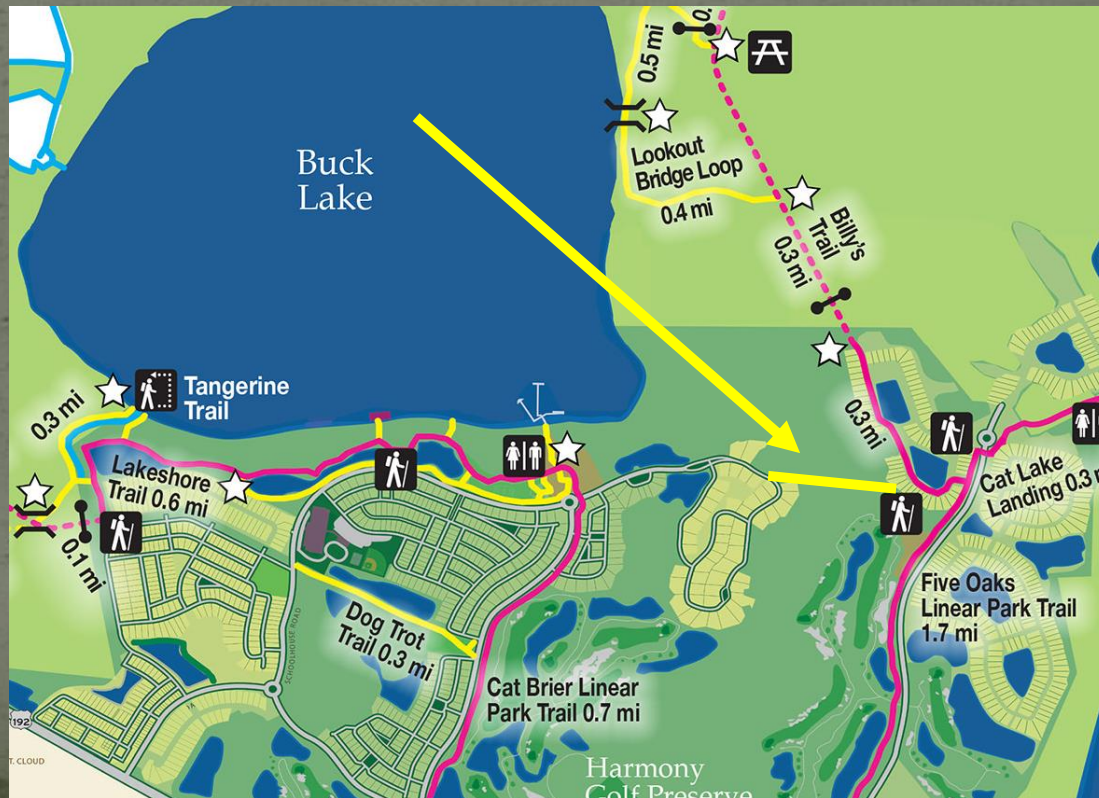 0.5 mi
Lookout
Bridge Loop
0.4 mi
Billy's
Trail
0.3 mi
Buck
Lake
Tangerine
Trail
0.3 mi
Lakeshore
Trail 0.6 mi
0.1 mi
0.3 mi
Cat Lake
Landing 0.3
Dog Trot
Trail 0.3 mi
SCHOOLHOUSE ROAD
Five Oaks
Linear Park Trail
1.7 mi
Cat Brier Linear
Park Trail 0.7 mi
192
T. CLOUD
Harmony
Golf Preserve